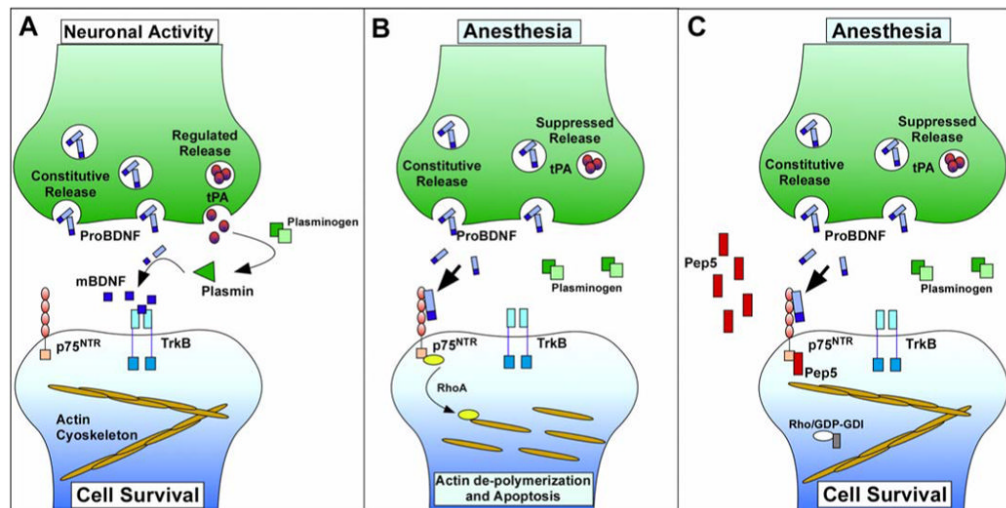 A
Neuronal Activity
Regulated
Release
Constitutive
Release
tPA
ProBDNF
Plasminogen
mBDNF
Plasmin
p75NTR
TrkB
Actin
Cyoskeleton
Cell Survival
B
Anesthesia
Suppressed
Release
Constitutive
Release
tPA
ProBDNF
Plasminogen
p75NTR
TrkB
RhoA
Actin de-polymerization
and Apoptosis
C
Anesthesia
Suppressed
Release
Constitutive
Release
tPA
ProBDNF
Pep5
Plasminogen
p75NTR
TrkB
Pep5
Rho/GDP-GDI
Cell Survival